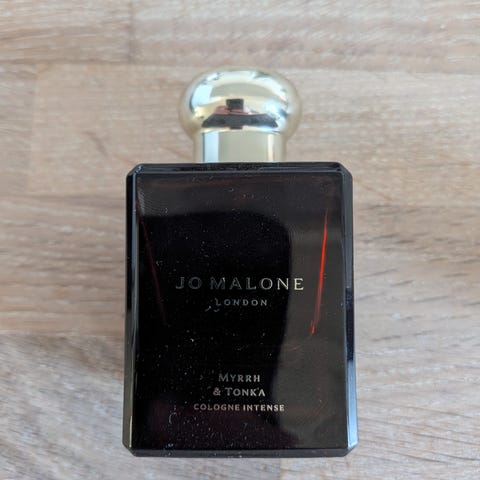 JO MALONE
LONDON
MYRRH
& TONKA
COLOGNE INTENSE